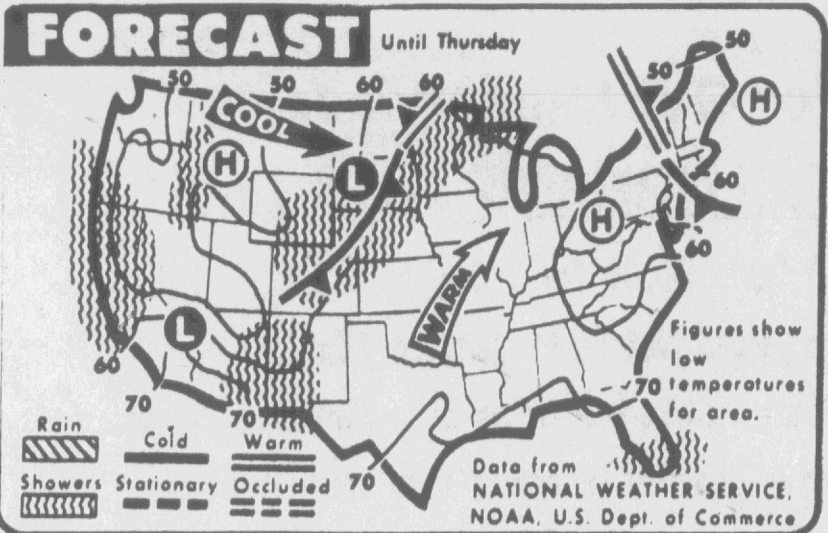 FORECAST Until Thursday
50 50 60 60 50 50
COOL
H
H
L
H
60
60
WARM
L
60
70
70
70
70
Figures show
low
temperatures
for area.
Rain Cold Warm
Showers Stationary Occluded
Data from
NATIONAL WEATHER SERVICE,
NOAA, U.S. Dept. of Commerce